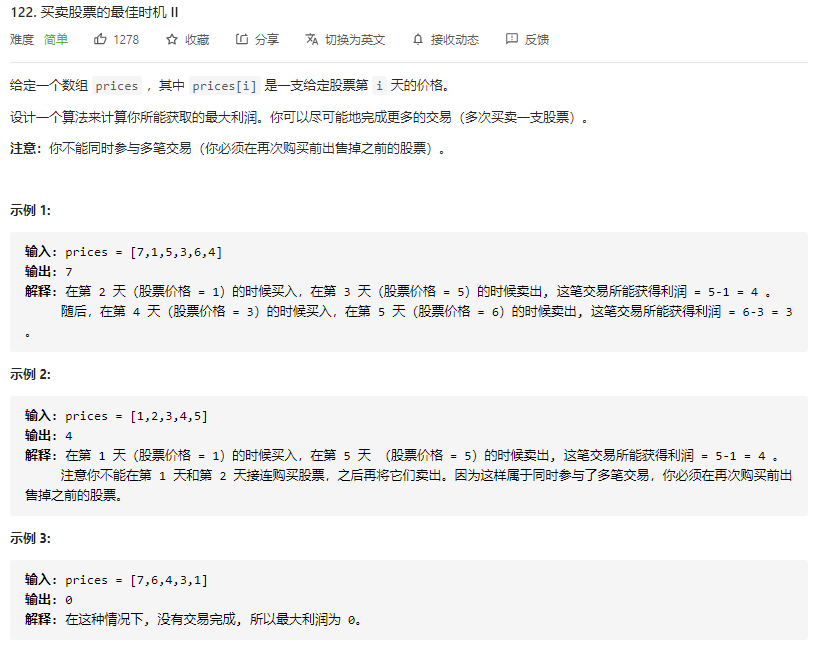 122. 买卖股票的最佳时机 II
难度 简单 1278 收藏 分享 切换为英文 接收动态 反馈
给定一个数组 prices ，其中 prices[i] 是一支给定股票第 i 天的价格。
设计一个算法来计算你所能获取的最大利润。你可以尽可能地完成更多的交易（多次买卖一支股票）。
注意：你不能同时参与多笔交易（你必须在再次购买前出售掉之前的股票）。
示例 1:
输入: prices = [7,1,5,3,6,4]
输出: 7
解释: 在第 2 天（股票价格 = 1）的时候买入，在第 3 天（股票价格 = 5）的时候卖出, 这笔交易所能获得利润 = 5-1 = 4 。
随后，在第 4 天（股票价格 = 3）的时候买入，在第 5 天（股票价格 = 6）的时候卖出, 这笔交易所能获得利润 = 6-3 = 3
。
示例 2:
输入: prices = [1,2,3,4,5]
输出: 4
解释: 在第 1 天（股票价格 = 1）的时候买入，在第 5 天 （股票价格 = 5）的时候卖出, 这笔交易所能获得利润 = 5-1 = 4 。
注意你不能在第 1 天和第 2 天接连购买股票，之后再将它们卖出。因为这样属于同时参与了多笔交易，你必须在再次购买前出
售掉之前的股票。
示例 3:
输入: prices = [7,6,4,3,1]
输出: 0
解释: 在这种情况下, 没有交易完成, 所以最大利润为 0。